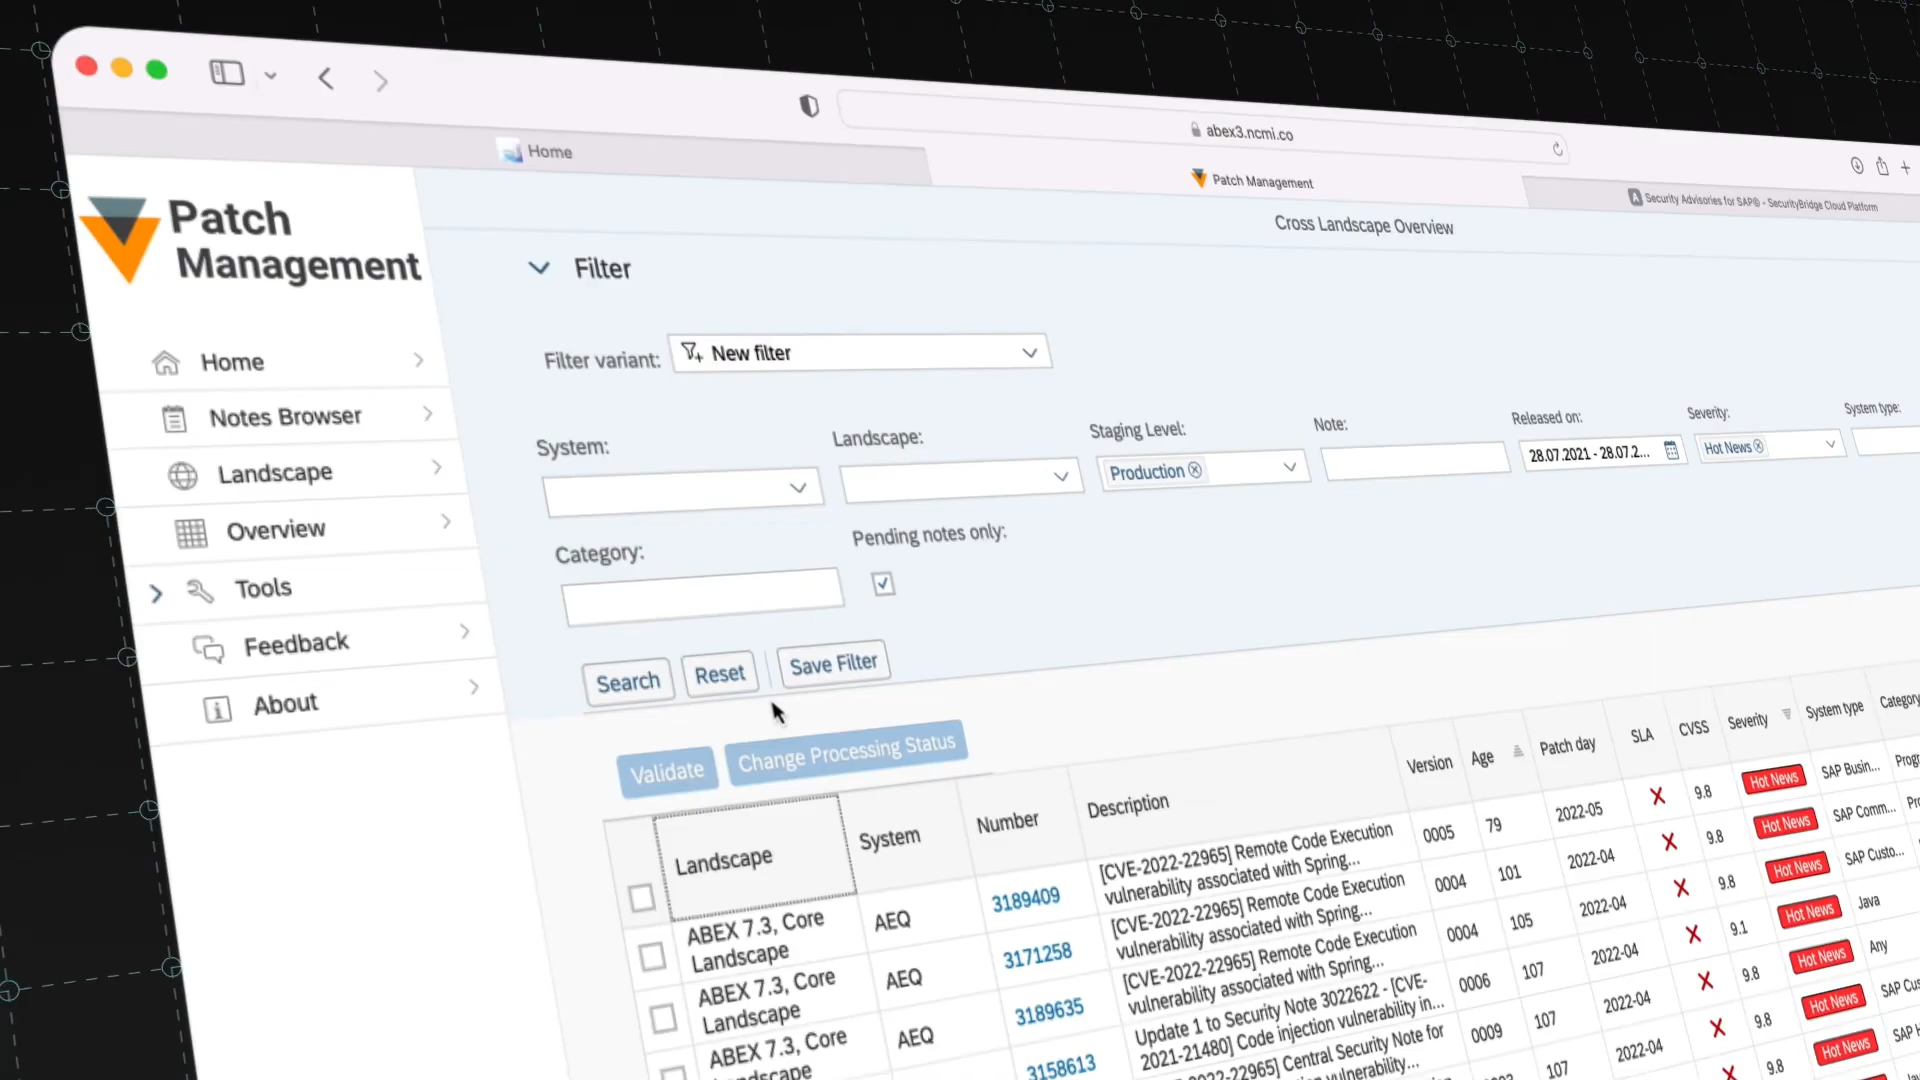 abex3.ncmi.co
Home
Patch Management
Security Advisories for SAP® - SecurityBridge Cloud Platform
Patch
Management
Cross Landscape Overview
Home
Notes Browser
Landscape
Overview
Tools
Feedback
About
Filter
Filter variant: New filter
System:
Landscape:
Staging Level:
Note:
Released on:
Severity:
System type:
Production
28.07.2021 - 28.07.2...
Hot News
Category:
Pending notes only:
Search
Reset
Save Filter
Validate
Change Processing Status
Landscape System Number Description Version Age Patch day SLA CVSS Severity System type Category
ABEX 7.3, Core
Landscape
AEQ
3189409
[CVE-2022-22965] Remote Code Execution
vulnerability associated with Spring...
0005 79 2022-05 9.8 Hot News SAP Busin...
ABEX 7.3, Core
Landscape
AEQ
3171258
[CVE-2022-22965] Remote Code Execution
vulnerability associated with Spring...
0004 101 2022-04 9.8 Hot News SAP Comm...
ABEX 7.3, Core
AEQ
3189635
[CVE-2022-22965] Remote Code Execution
vulnerability associated with Spring...
0004 105 2022-04 9.8 Hot News SAP Custo...
3158613
Update 1 to Security Note 3022622 - [CVE-
2021-21480] Code injection vulnerability in...
0006 107 2022-04 9.1 Hot News Java
Central Security Note for
0009 107 2022-04 9.8 Hot News Any
107 2022-04 9.8 Hot News
9.8 Hot News